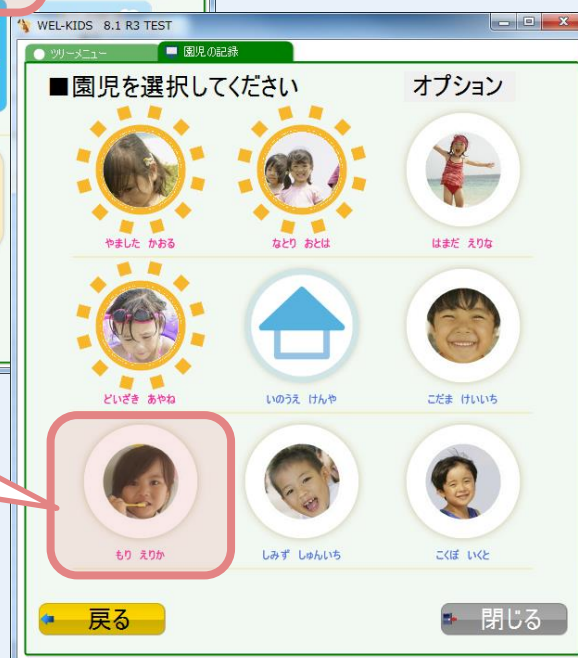 WEL-KIDS 8.1 R3 TEST
ツリーメニュー 園児の記録
■園児を選択してください オプション
やました かおる なとり おとは はまだ えりな
どいざき あやね いのうえ けんや こだま けいいち
もり えりか しみず しゅんいち こくぼ いくと
戻る 閉じる